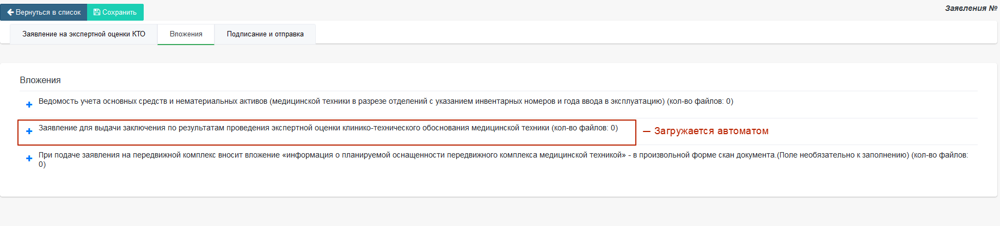 Вернуться в список
Сохранить
Заявления №
Заявление на экспертной оценки КТО
Вложения
Подписание и отправка
Вложения
Ведомость учета основных средств и нематериальных активов (медицинской техники в разрезе отделений с указанием инвентарных номеров и года ввода в эксплуатацию) (кол-во файлов: 0)
Заявление для выдачи заключения по результатам проведения экспертной оценки клинико-технического обоснования медицинской техники (кол-во файлов: 0)
— Загружается автоматом
При подаче заявления на передвижной комплекс вносит вложение «информация о планируемой оснащенности передвижного комплекса медицинской техникой» - в произвольной форме скан документа.(Поле необязательно к заполнению) (кол-во файлов:
0)